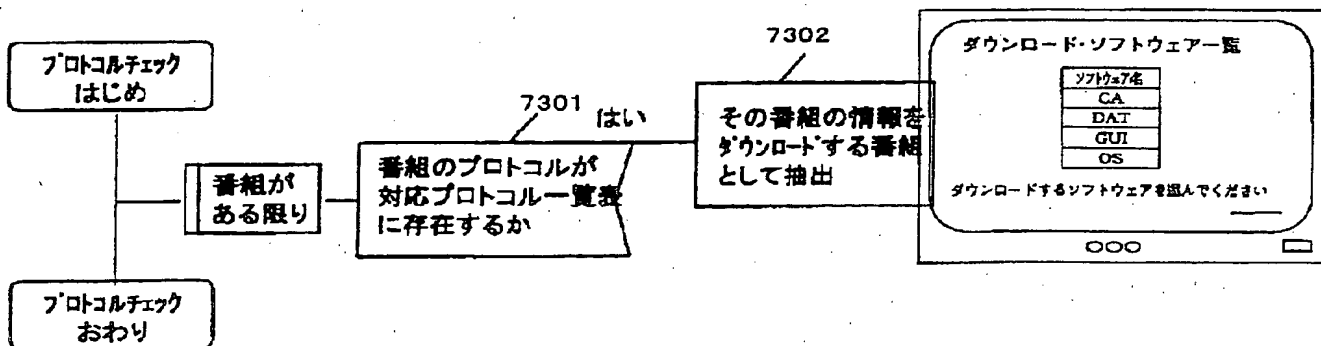 プロトコルチェック
はじめ
番組が
ある限り
プロトコルチェック
おわり
7301
はい
番組のプロトコルが
対応プロトコル一覧表
に存在するか
7302
その番組の情報を
ダウンロードする番組
として抽出
ダウンロード・ソフトウェア一覧
ソフトウェア名
CA
DAT
GUI
OS
ダウンロードするソフトウェアを選んでください